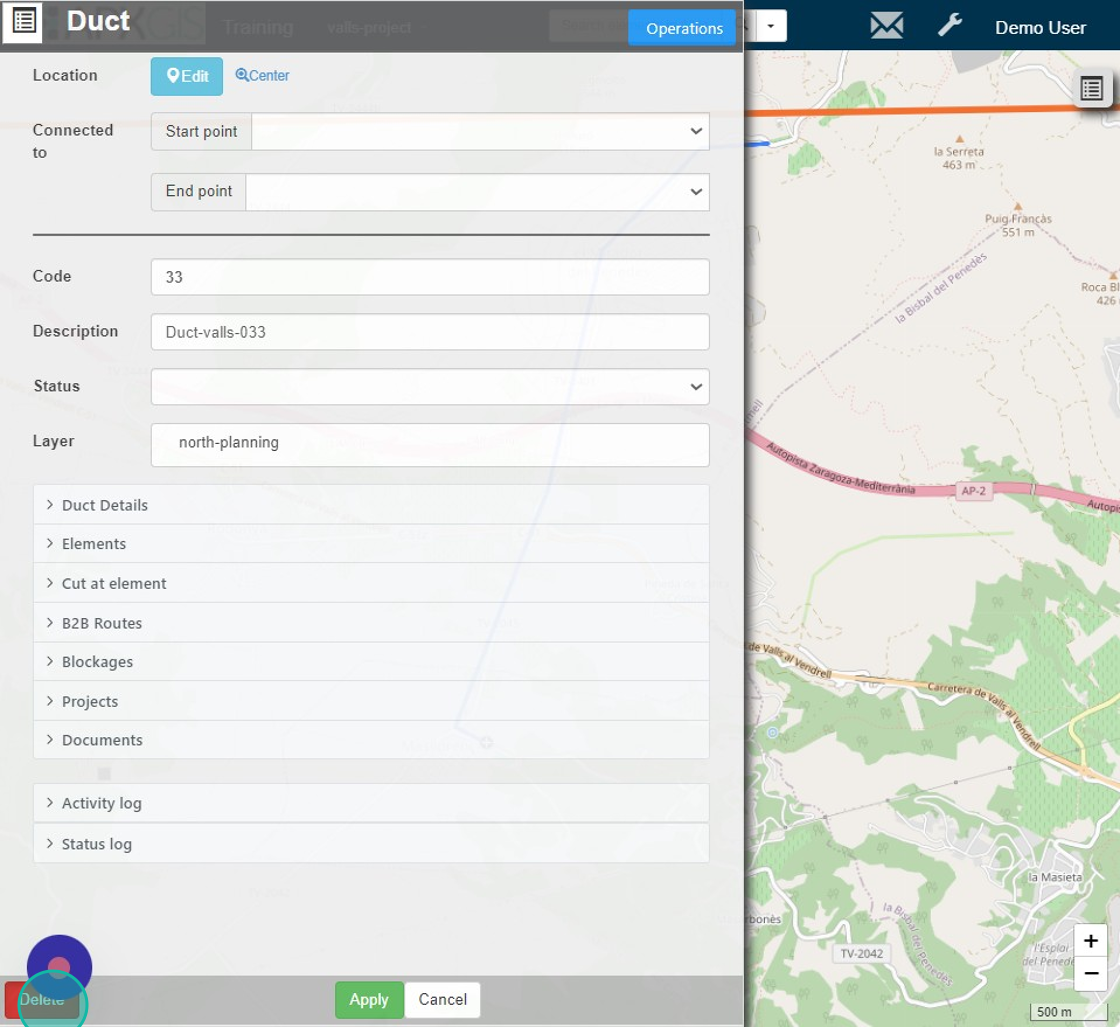 Duct
Training
valls-project
Operations
Demo User
Location
Edit
Center
Connected
to
Start point
End point
Code
33
Description
Duct-valls-033
Status
Layer
north-planning
Duct Details
Elements
Cut at element
B2B Routes
Blockages
Projects
Documents
Activity log
Status log
Delete
Apply
Cancel
la Serreta
463 m
Puig Françàs
551 m
la Bisbal del Penedès
Roca Bl
426
Autopista Zaragoza-Mediterrània
AP-2
Autopis
de Valls al Vendrell
Carretera de Valls al Vendrell
la Masieta
la Bisbal del Penedès
TV-2042
l'Esplai
del Penedè
+
−
500 m